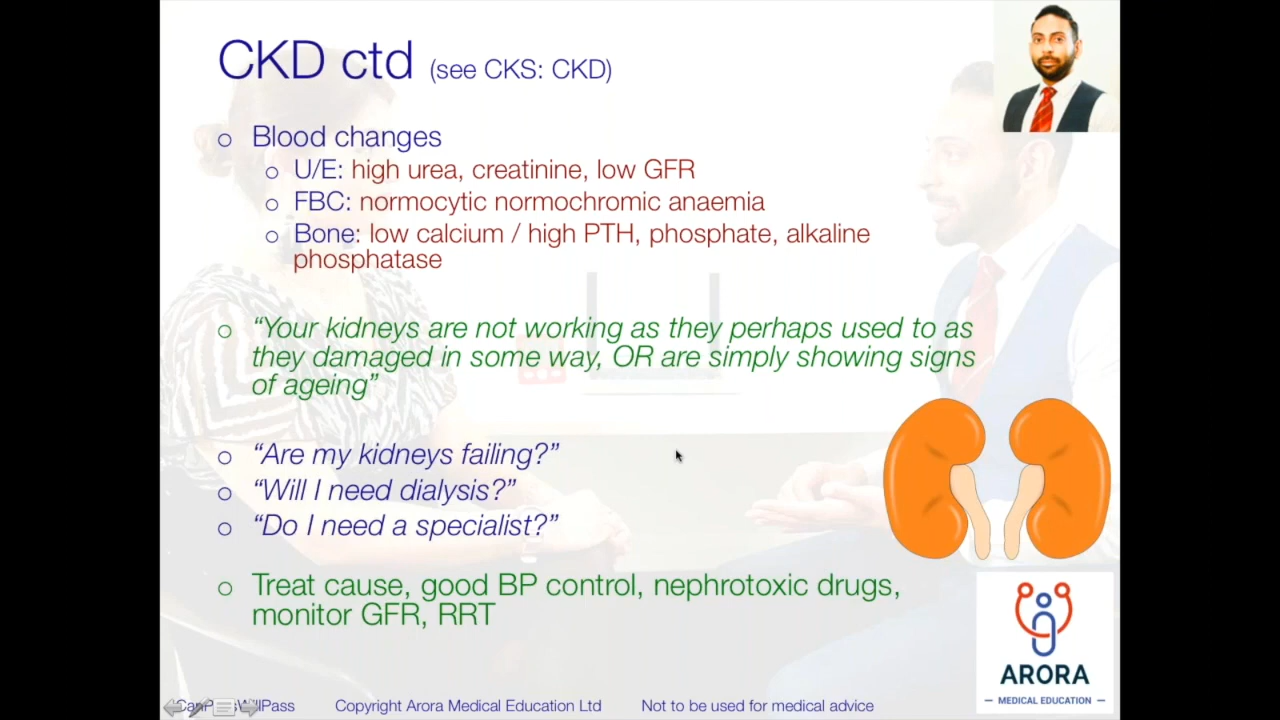 CKD ctd (see CKS: CKD)
o Blood changes
o U/E: high urea, creatinine, low GFR
o FBC: normocytic normochromic anaemia
o Bone: low calcium / high PTH, phosphate, alkaline
phosphatase
o “Your kidneys are not working as they perhaps used to as
they damaged in some way, OR are simply showing signs
of ageing”
o “Are my kidneys failing?”
o “Will I need dialysis?”
o “Do I need a specialist?”
o Treat cause, good BP control, nephrotoxic drugs,
monitor GFR, RRT
ARORA
MEDICAL EDUCATION
Copyright Arora Medical Education Ltd
Not to be used for medical advice